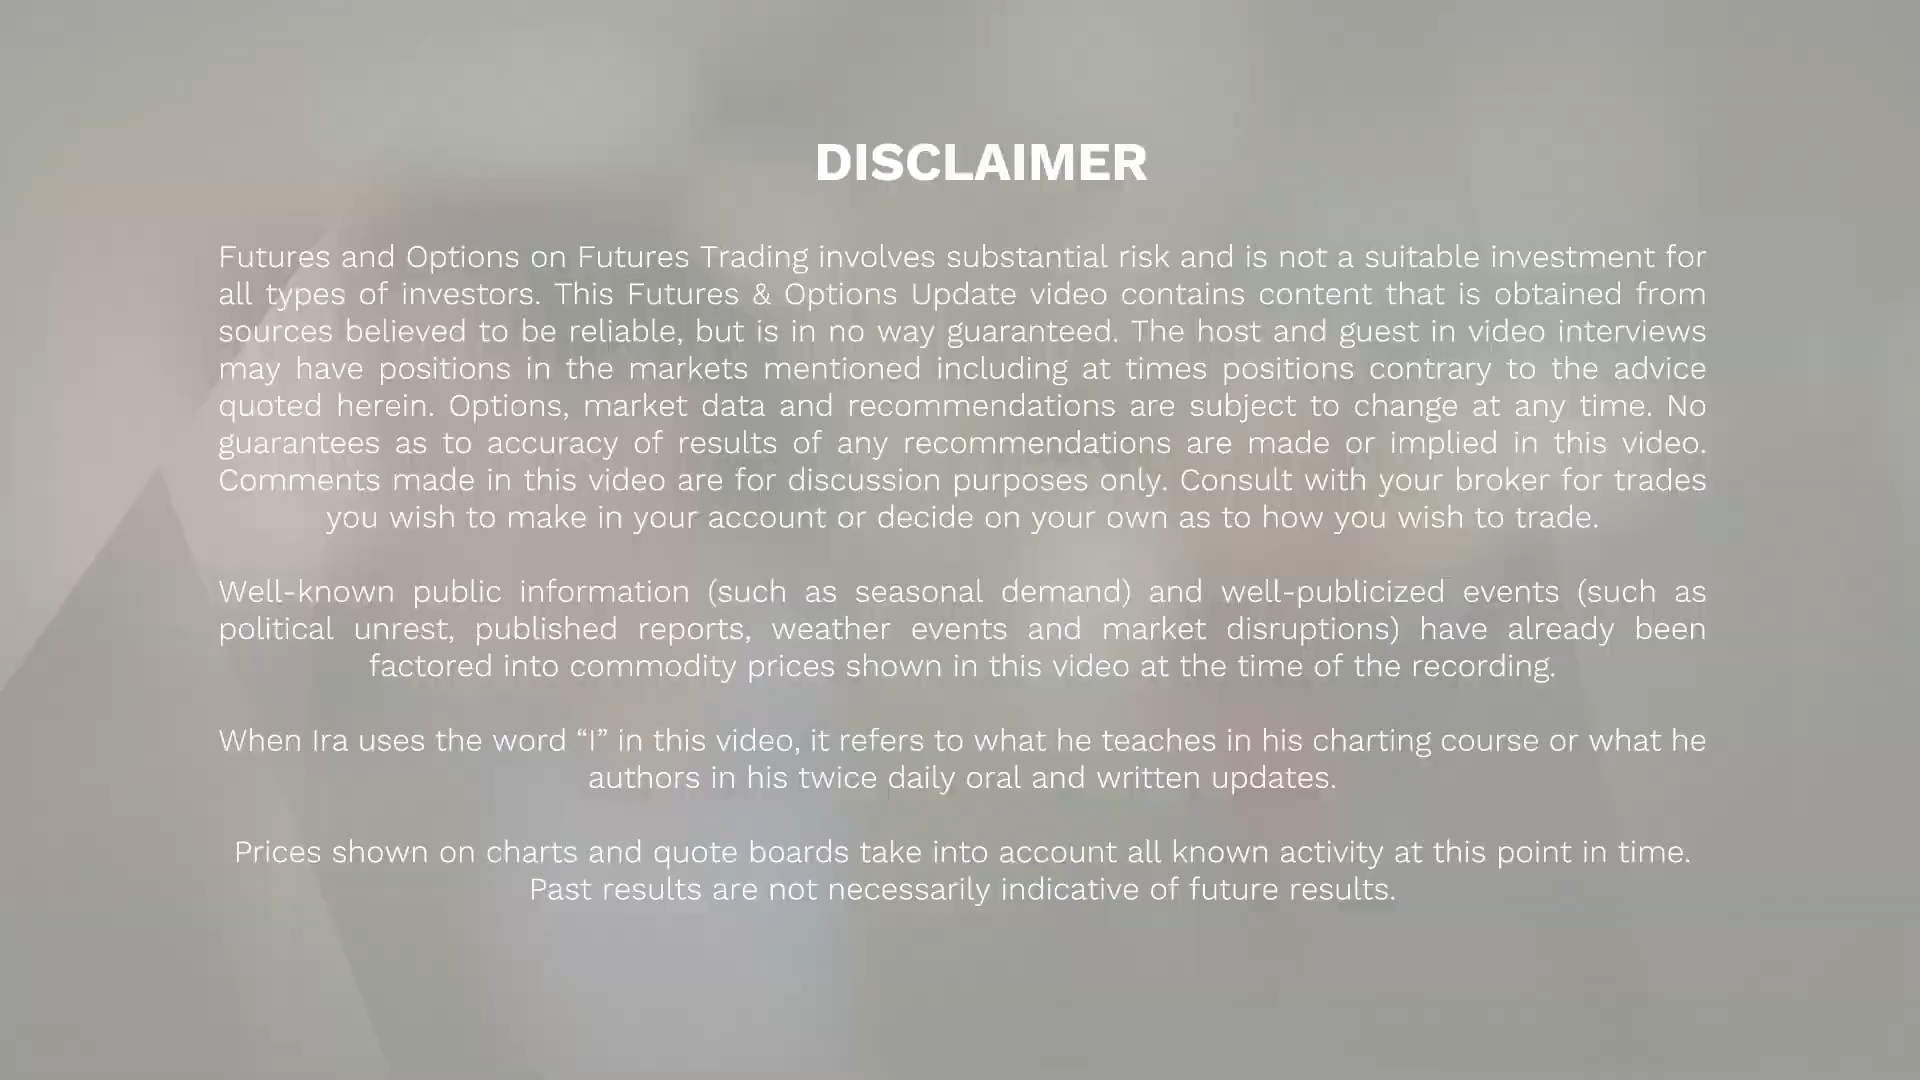 DISCLAIMER
Futures and Options on Futures Trading involves substantial risk and is not a suitable investment for
all types of investors. This Futures & Options Update video contains content that is obtained from
sources believed to be reliable, but is in no way guaranteed. The host and guest in video interviews
may have positions in the markets mentioned including at times positions contrary to the advice
quoted herein. Options, market data and recommendations are subject to change at any time. No
guarantees as to accuracy of results of any recommendations are made or implied in this video.
Comments made in this video are for discussion purposes only. Consult with your broker for trades
you wish to make in your account or decide on your own as to how you wish to trade.
Well-known public information (such as seasonal demand) and well-publicized events (such as
political unrest, published reports, weather events and market disruptions) have already been
factored into commodity prices shown in this video at the time of the recording.
When Ira uses the word “I” in this video, it refers to what he teaches in his charting course or what he
authors in his twice daily oral and written updates.
Prices shown on charts and quote boards take into account all known activity at this point in time.
Past results are not necessarily indicative of future results.